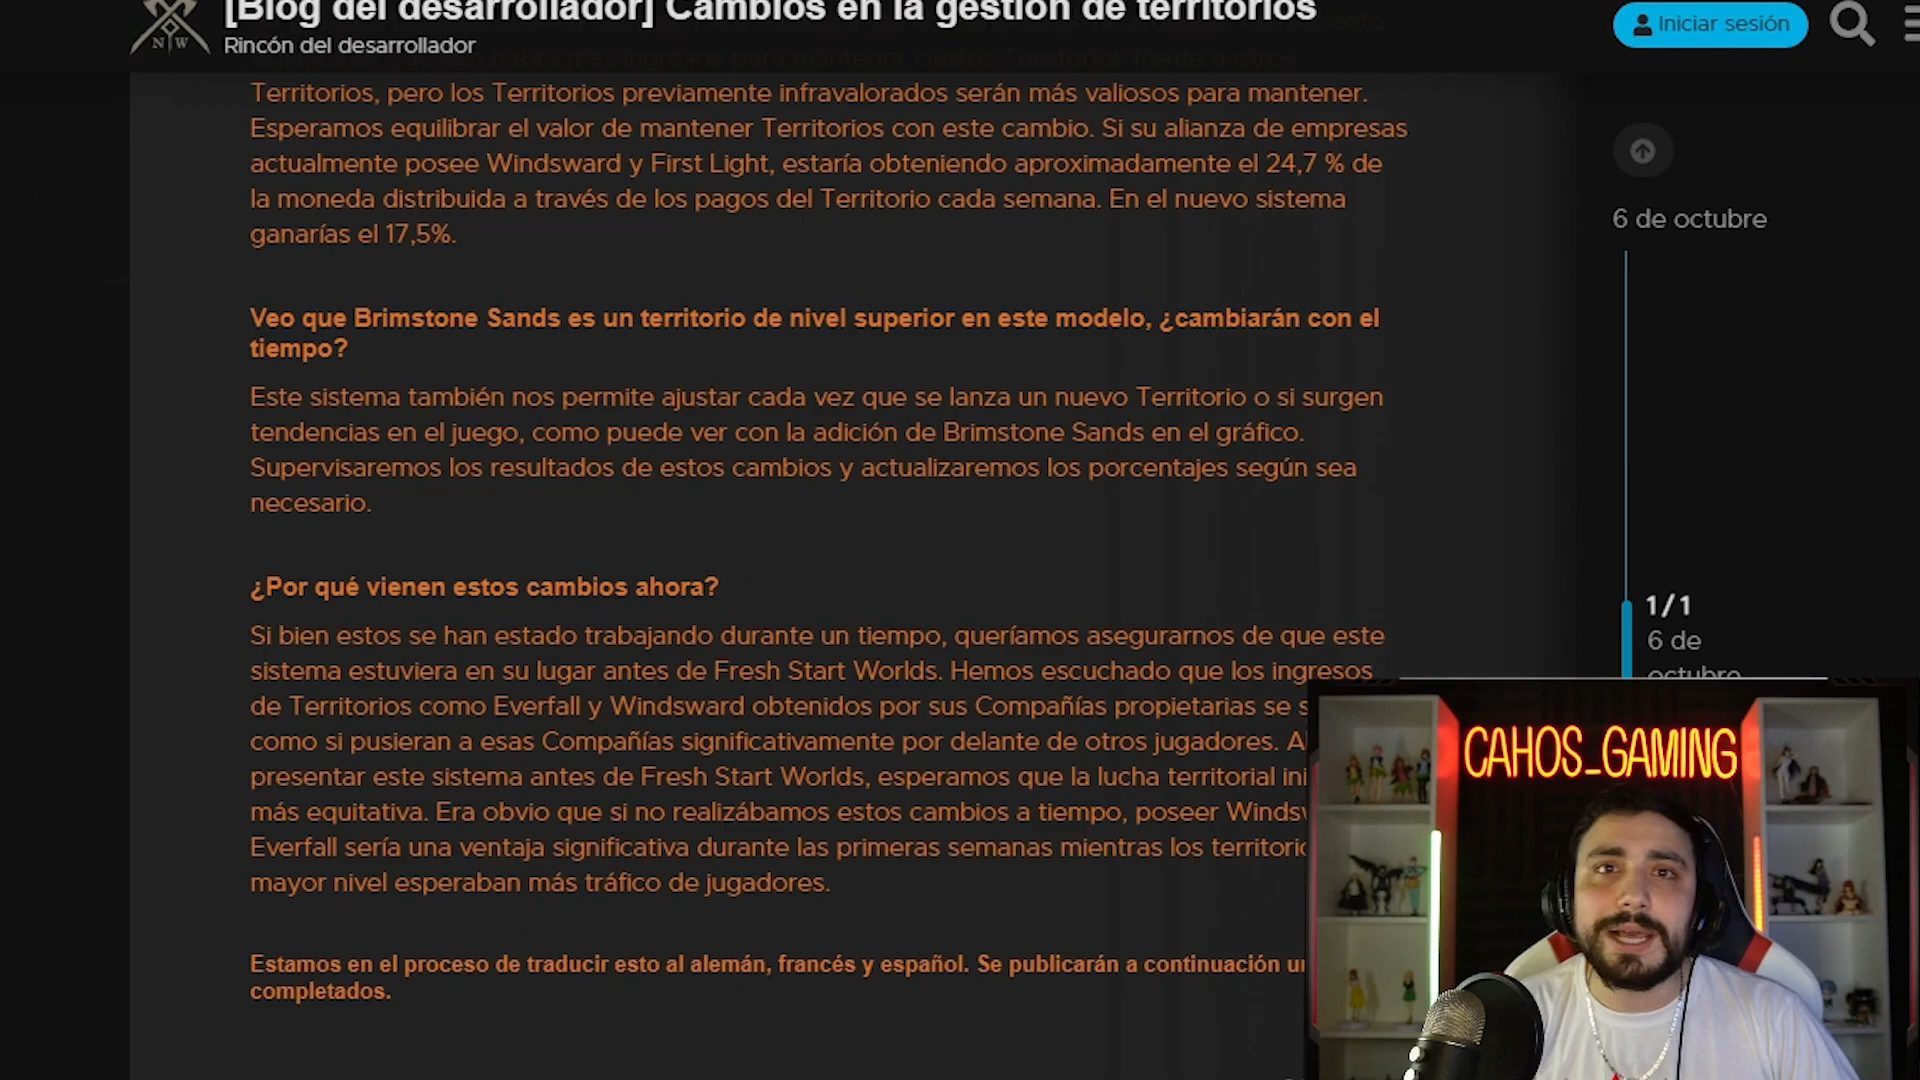 [Blog del desarrollador] Cambios en la gestión de territorios
N W
Rincón del desarrollador
Iniciar sesión
Territorios, pero los Territorios previamente infravalorados serán más valiosos para mantener.
Esperamos equilibrar el valor de mantener Territorios con este cambio. Si su alianza de empresas
actualmente posee Windsward y First Light, estaría obteniendo aproximadamente el 24,7 % de
la moneda distribuida a través de los pagos del Territorio cada semana. En el nuevo sistema
ganarías el 17,5%.
6 de octubre
Veo que Brimstone Sands es un territorio de nivel superior en este modelo, ¿cambiarán con el
tiempo?
Este sistema también nos permite ajustar cada vez que se lanza un nuevo Territorio o si surgen
tendencias en el juego, como puede ver con la adición de Brimstone Sands en el gráfico.
Supervisaremos los resultados de estos cambios y actualizaremos los porcentajes según sea
necesario.
¿Por qué vienen estos cambios ahora?
1/1
6 de
octubre
Si bien estos se han estado trabajando durante un tiempo, queríamos asegurarnos de que este
sistema estuviera en su lugar antes de Fresh Start Worlds. Hemos escuchado que los ingresos
de Territorios como Everfall y Windsward obtenidos por sus Compañías propietarias se
como si pusieran a esas Compañías significativamente por delante de otros jugadores.
presentar este sistema antes de Fresh Start Worlds, esperamos que la lucha territorial
más equitativa. Era obvio que si no realizábamos estos cambios a tiempo, poseer
Everfall sería una ventaja significativa durante las primeras semanas mientras los
mayor nivel esperaban más tráfico de jugadores.
Estamos en el proceso de traducir esto al alemán, francés y español. Se publicarán a continuación
completados.
CAHOS_GAMING